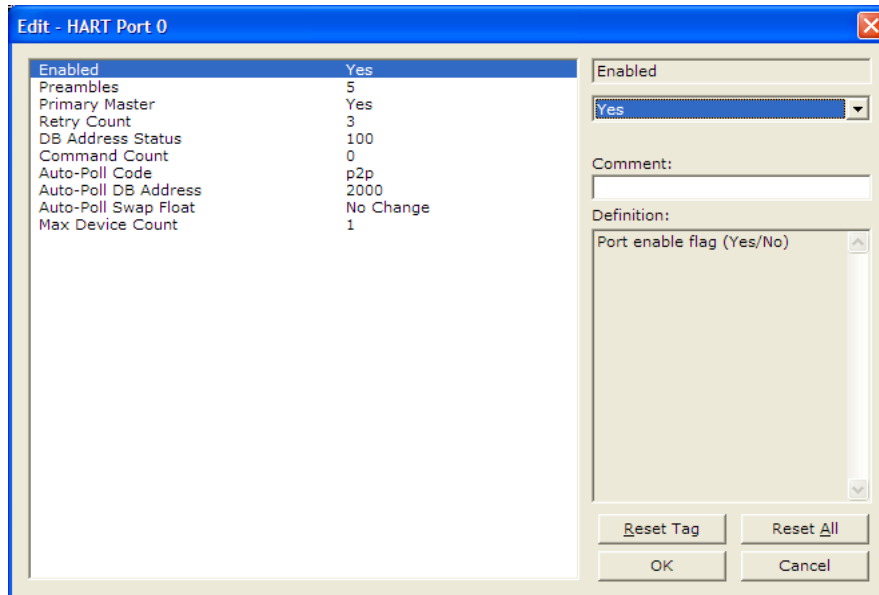 Edit - HART Port 0
Enabled Yes
Preambles 5
Primary Master Yes
Retry Count 3
DB Address Status 100
Command Count 0
Auto-Poll Code p2p
Auto-Poll DB Address 2000
Auto-Poll Swap Float No Change
Max Device Count 1
Enabled
Yes
Comment:
Definition:
Port enable flag (Yes/No)
Reset Tag Reset All
OK Cancel